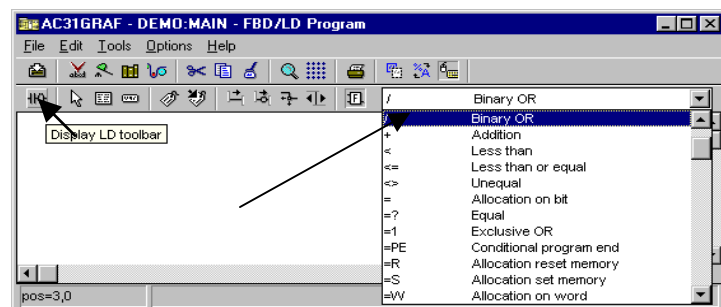 AC31GRAF - DEMO:MAIN - FBD/LD Program
File Edit Tools Options Help
/ Binary OR
Display LD toolbar
/ Binary OR
+ Addition
< Less than
<= Less than or equal
<> Unequal
= Allocation on bit
=? Equal
=1 Exclusive OR
=PE Conditional program end
=R Allocation reset memory
=S Allocation set memory
=W Allocation on word
pos=3,0